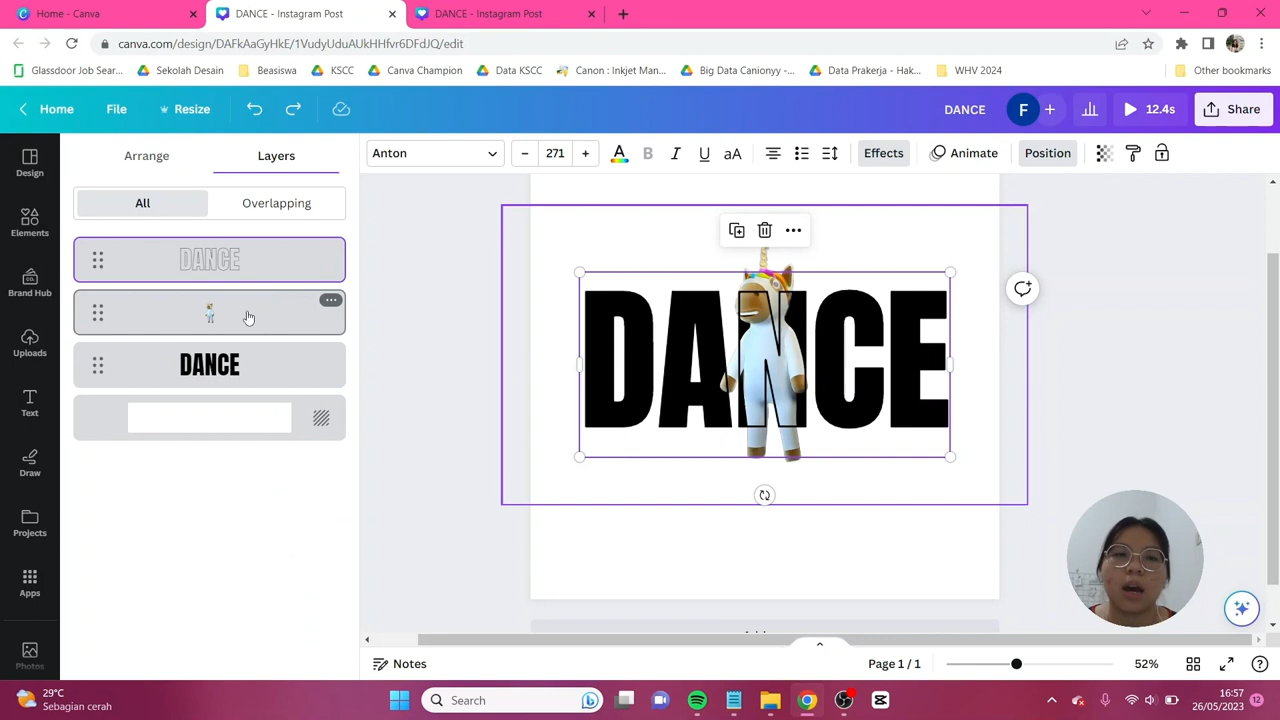 Home - Canva
DANCE - Instagram Post
DANCE - Instagram Post
canva.com/design/DAFkAaGyHkE/1VudyUduAUkHHfvr6DFdJQ/edit
Glassdoor Job Sear...
Sekolah Desain
Beasiswa
KSCC
Canva Champion
Data KSCC
Canon : Inkjet Man...
Big Data Canionyy -...
Data Prakerja - Hak...
WHV 2024
Other bookmarks
Home
File
Resize
DANCE
F
12.4s
Share
Arrange
Layers
Anton
271
A
B
I
U
aA
Effects
Animate
Position
Design
Elements
Brand Hub
Uploads
Text
Draw
Projects
Apps
Photos
All
Overlapping
DANCE
DANCE
DANCE
Notes
Page 1 / 1
52%
29°C
Sebagian cerah
Search
16:57
26/05/2023